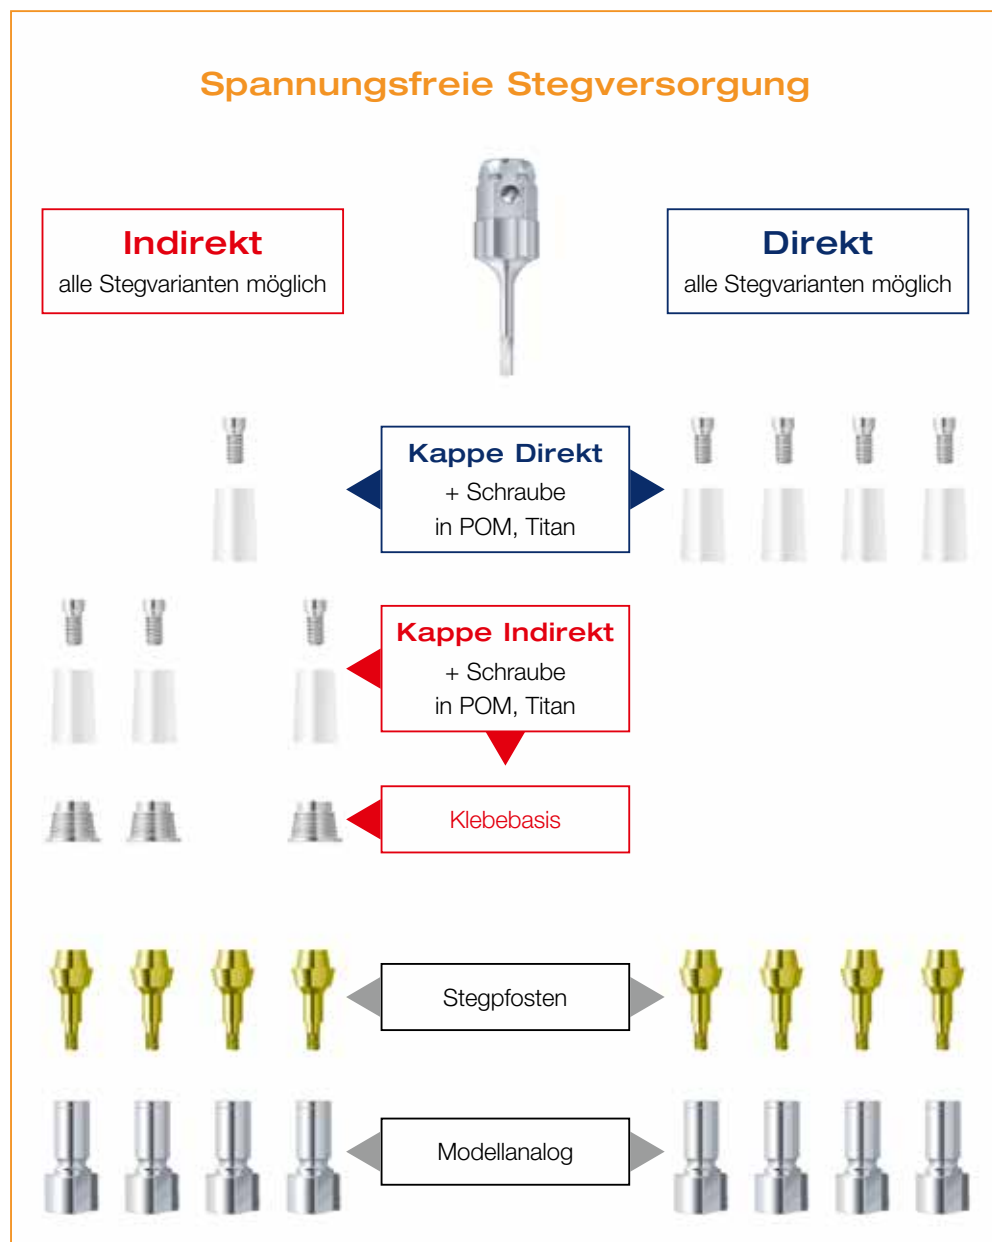 Spannungsfreie Stegversorgung
Indirekt
alle Stegvarianten möglich
Direkt
alle Stegvarianten möglich
Kappe Direkt
+ Schraube
in POM, Titan
Kappe Indirekt
+ Schraube
in POM, Titan
Klebebasis
Stegpfosten
Modellanalog